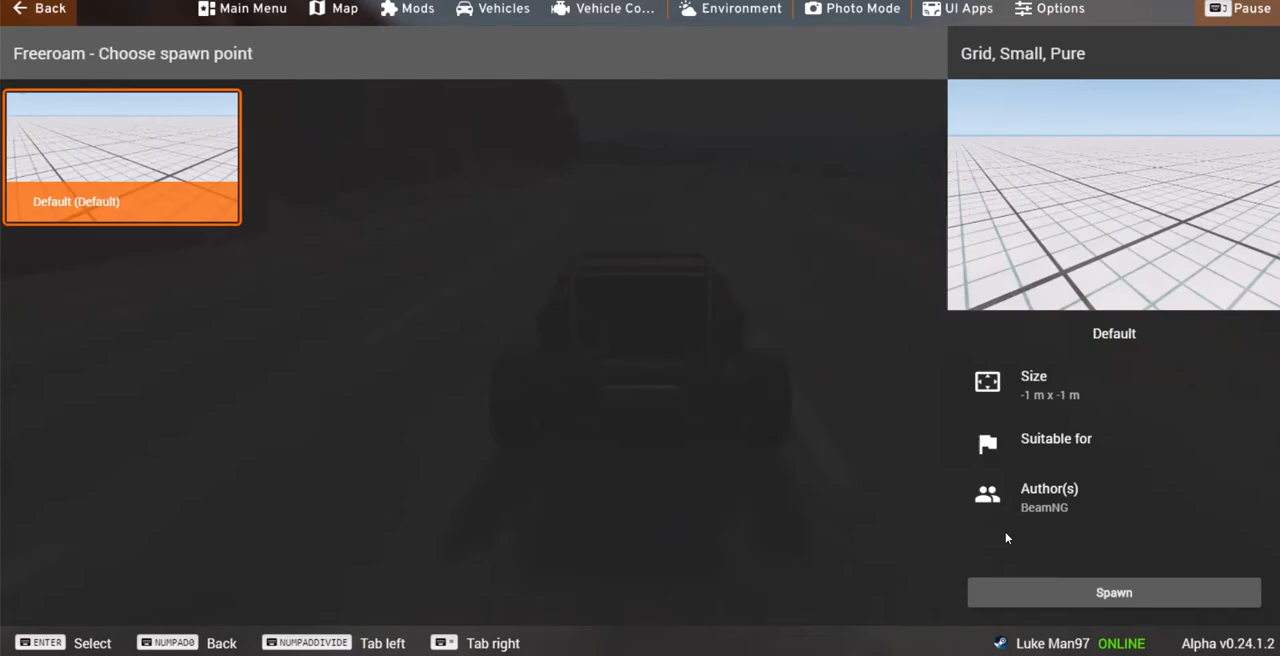 Back
Main Menu
Map
Mods
Vehicles
Vehicle Co...
Environment
Photo Mode
UI Apps
Options
J
Pause
Freeroam - Choose spawn point
Grid, Small, Pure
Default (Default)
Default
Size
-1 m x -1 m
Suitable for
Author(s)
BeamNG
Spawn
ENTER Select
NUMPAD0 Back
NUMPADDIVIDE Tab left
* Tab right
Luke Man97 ONLINE
Alpha v0.24.1.2